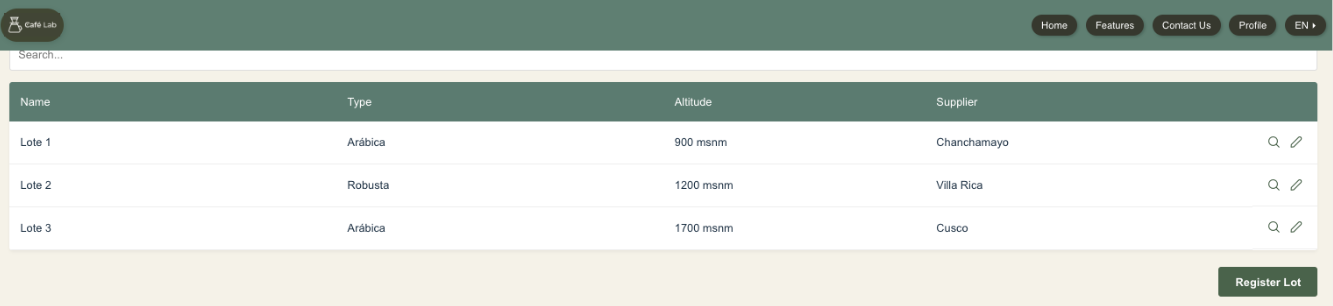 Café Lab Home Features Contact Us Profile EN
Search...
Name Type Altitude Supplier
Lote 1 Arábica 900 msnm Chanchamayo
Lote 2 Robusta 1200 msnm Villa Rica
Lote 3 Arábica 1700 msnm Cusco
Register Lot